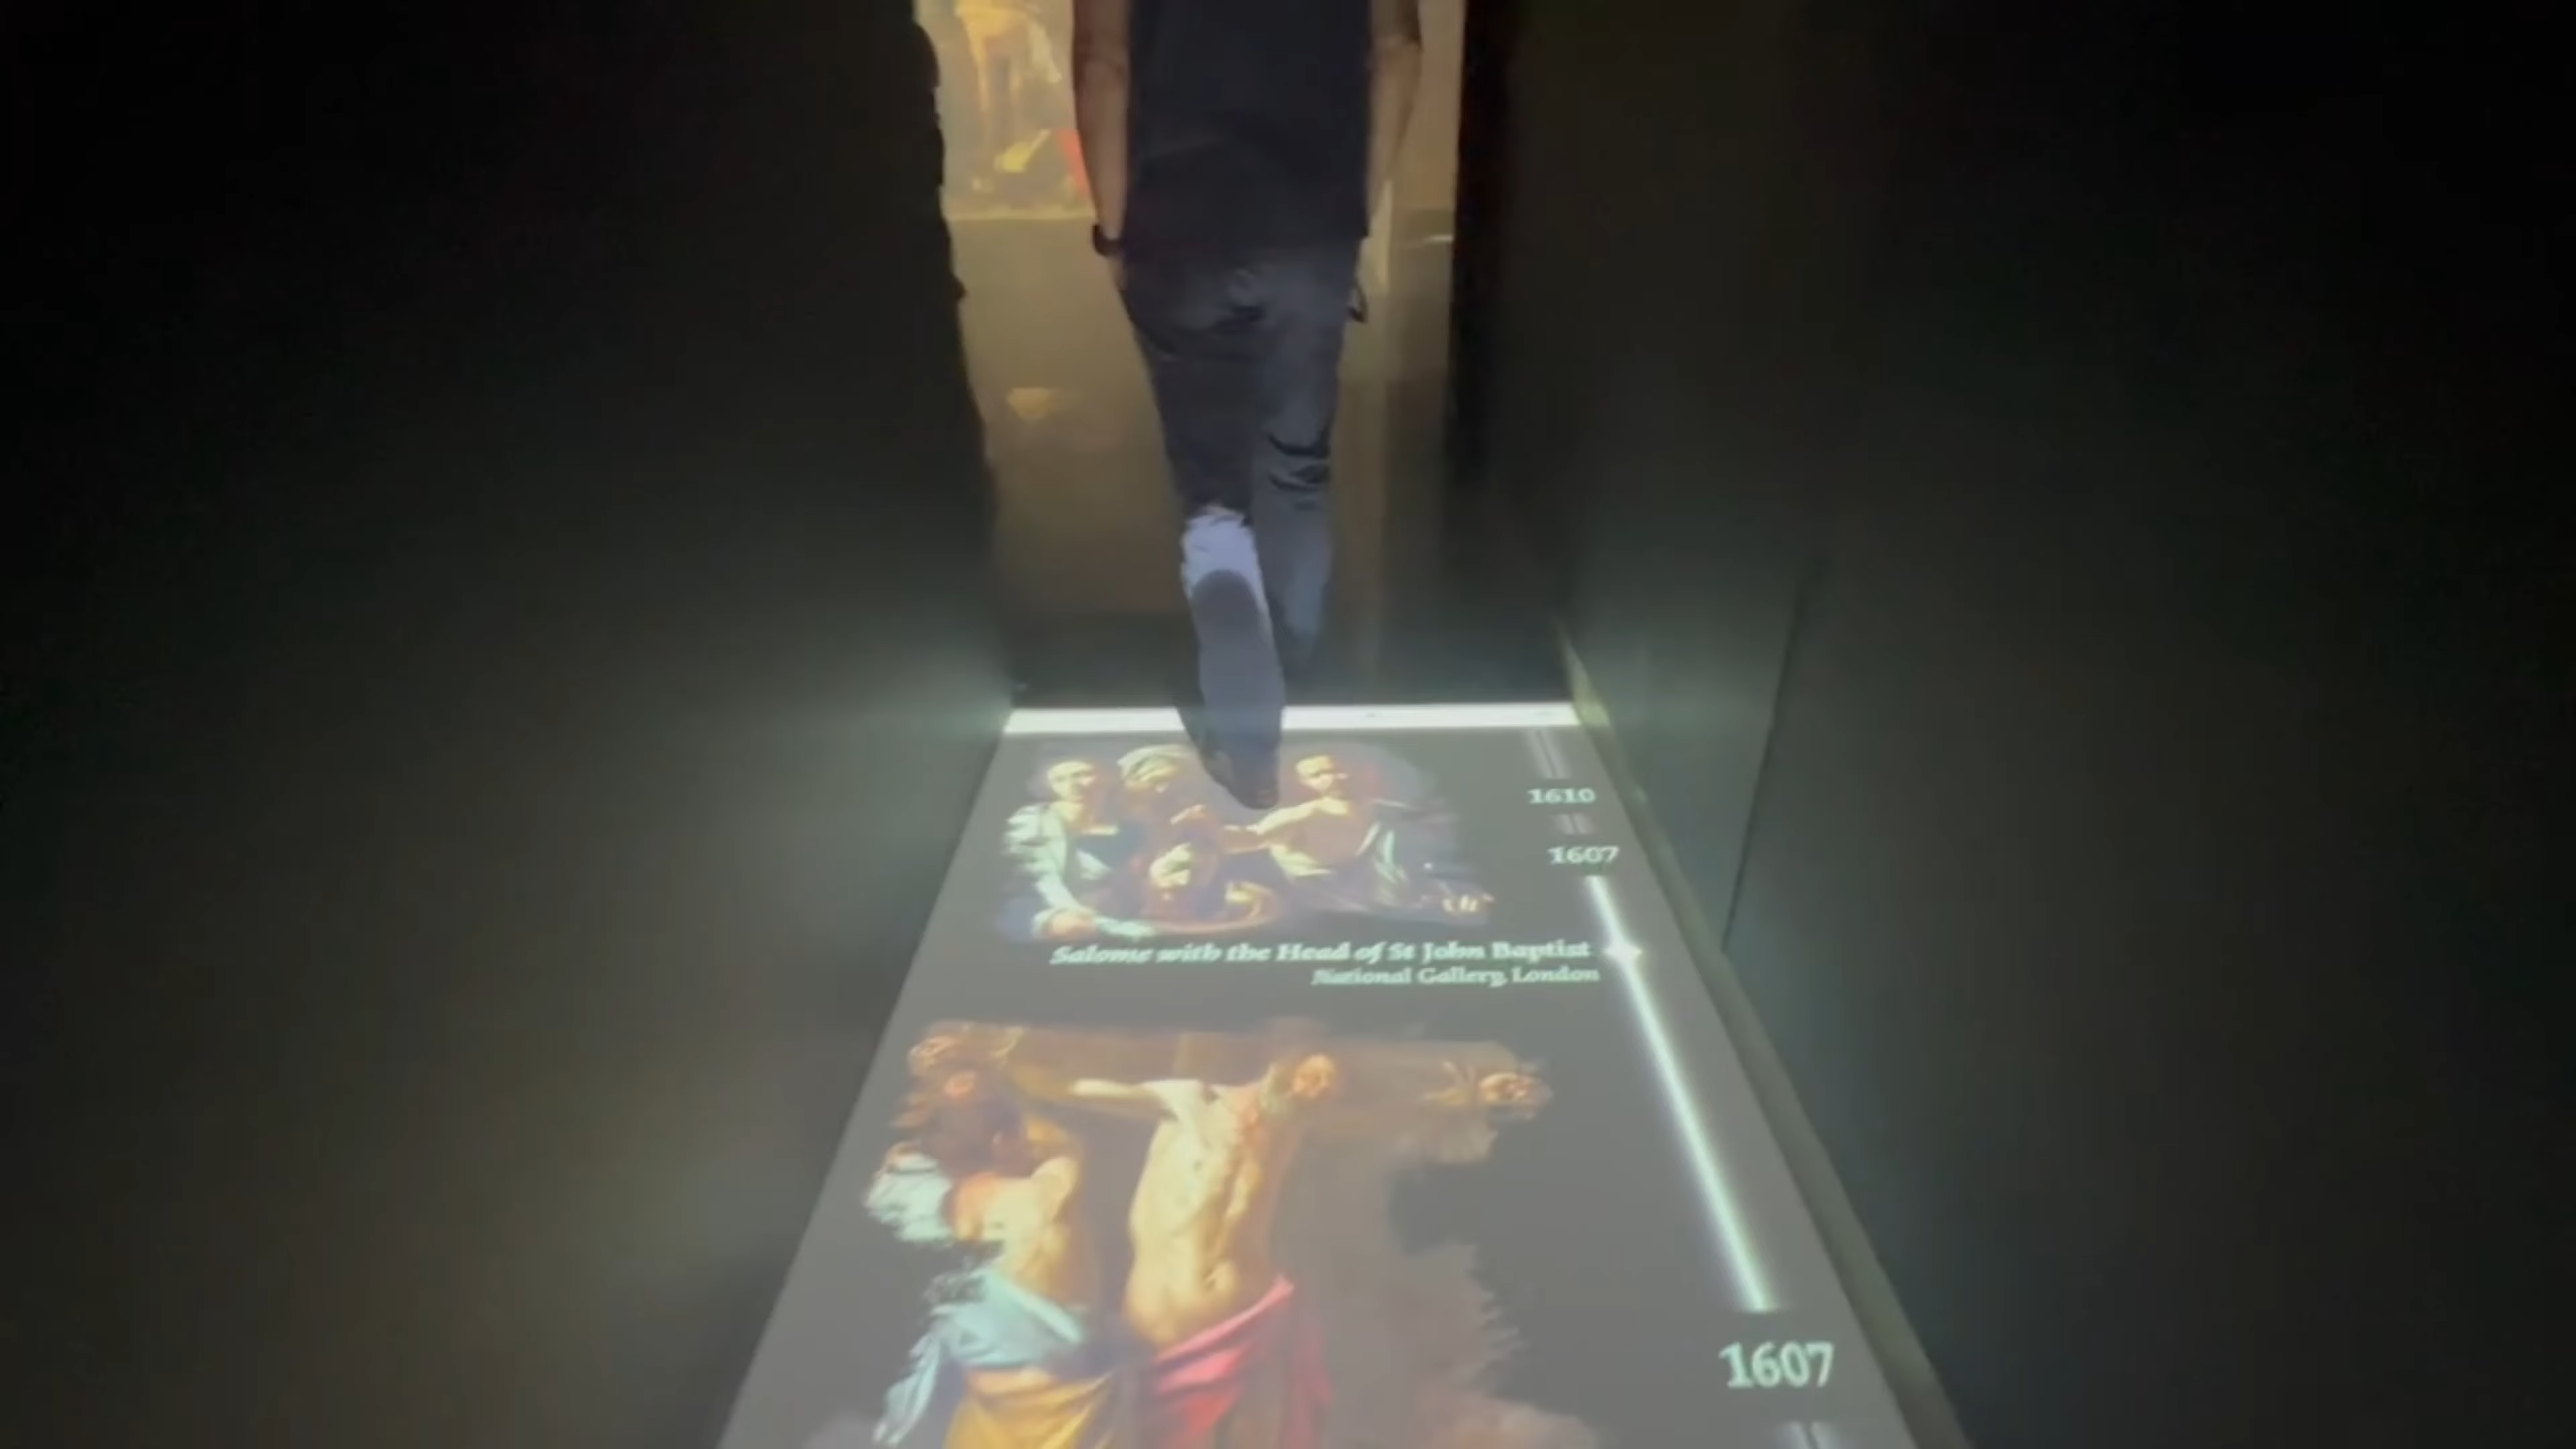 1610
1607
Salome with the Head of St John Baptist
National Gallery, London
1607